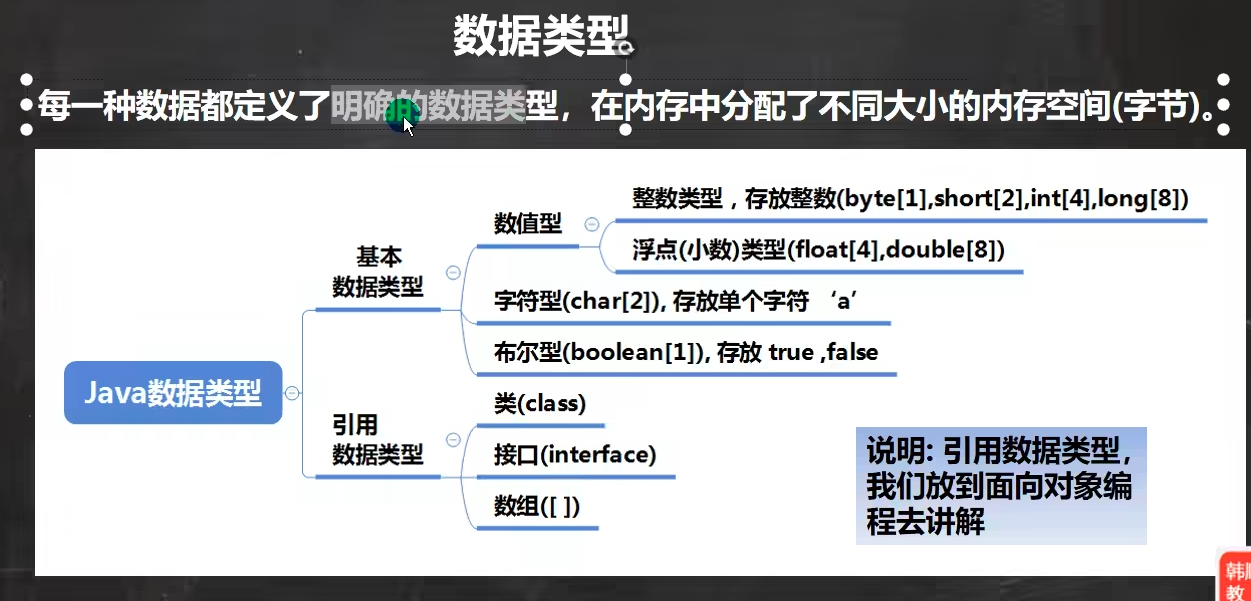 数据类型
每一种数据都定义了明确的数据类型，在内存中分配了不同大小的内存空间(字节)。
整数类型，存放整数(byte[1],short[2],int[4],long[8])
数值型
浮点(小数)类型(float[4],double[8])
基本
数据类型
字符型(char[2]), 存放单个字符 ‘a’
布尔型(boolean[1]), 存放 true ,false
Java数据类型
类(class)
引用
数据类型
接口(interface)
数组([ ])
说明: 引用数据类型,
我们放到面向对象编
程去讲解
韩
教